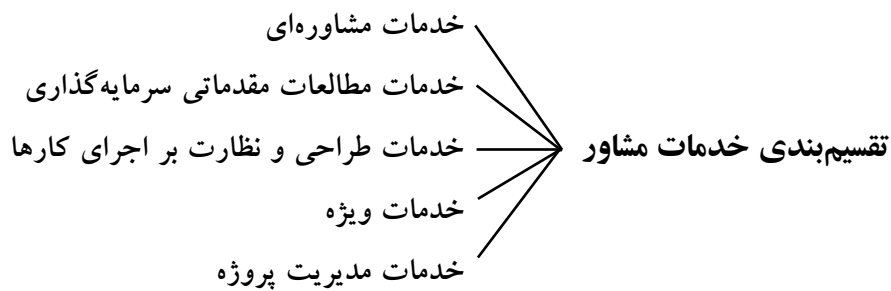 تقسیم‌بندی خدمات مشاور
خدمات مشاوره‌ای
خدمات مطالعات مقدماتی سرمایه‌گذاری
خدمات طراحی و نظارت بر اجرای کارها
خدمات ویژه
خدمات مدیریت پروژه